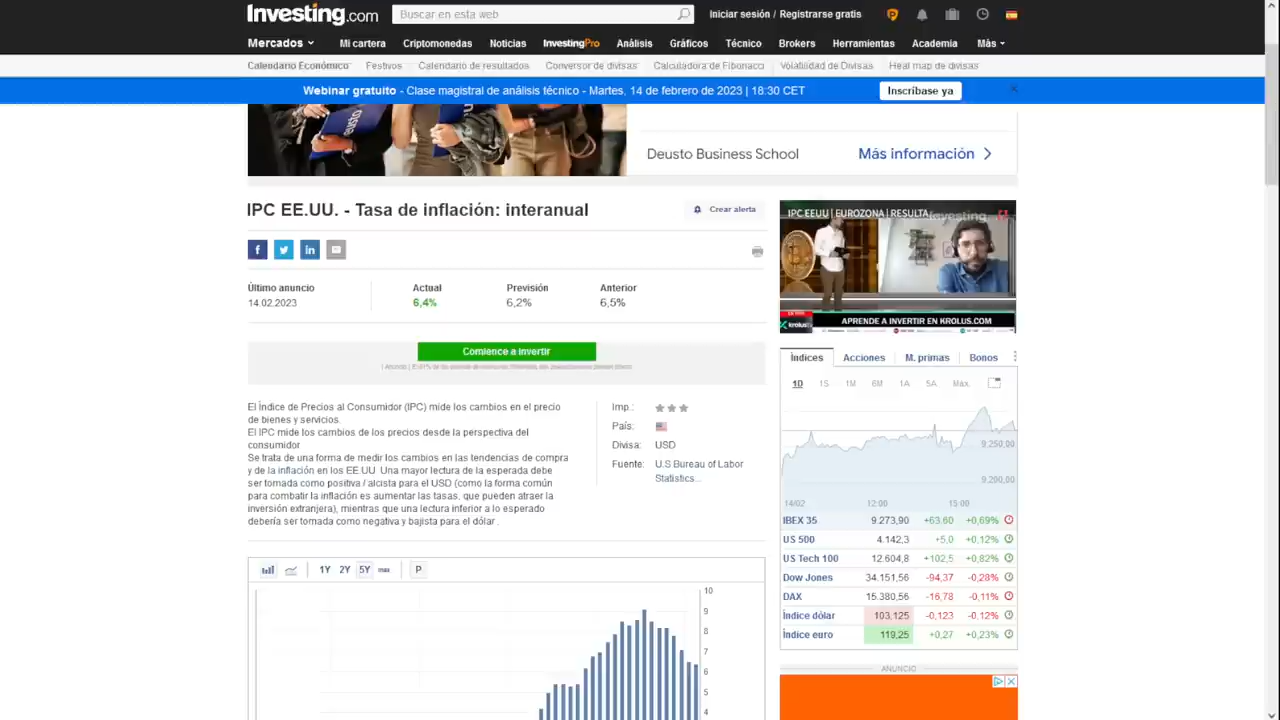 Investing.com
Buscar en esta web
Iniciar sesión / Registrarse gratis
Mercados
Mi cartera
Criptomonedas
Noticias
InvestingPro
Análisis
Gráficos
Técnico
Brokers
Herramientas
Academia
Más
Calendario Económico
Festivos
Calendario de resultados
Conversor de divisas
Calculadora de Fibonacci
Volatilidad de Divisas
Heat map de divisas
Webinar gratuito - Clase magistral de análisis técnico - Martes, 14 de febrero de 2023 | 18:30 CET
Inscríbase ya
Deusto
Deusto Business School
Más información
IPC EE.UU. - Tasa de inflación: interanual
Crear alerta
Último anuncio
14.02.2023
Actual
6,4%
Previsión
6,2%
Anterior
6,5%
Comience a invertir
El Índice de Precios al Consumidor (IPC) mide los cambios en el precio
de bienes y servicios.
El IPC mide los cambios de los precios desde la perspectiva del
consumidor
Se trata de una forma de medir los cambios en las tendencias de compra
y de la inflación en los EE.UU. Una mayor lectura de la esperada debe
ser tomada como positiva / alcista para el USD (como la forma común
para combatir la inflación es aumentar las tasas, que pueden atraer la
inversión extranjera), mientras que una lectura inferior a lo esperado
debería ser tomada como negativa y bajista para el dólar .
Imp.:
País:
Divisa: USD
Fuente: U.S Bureau of Labor
Statistics...
1Y 2Y 5Y max P
10
9
8
7
6
5
4
IPC EEUU | EUROZONA | RESULTA
Investing
krolus
APRENDE A INVERTIR EN KROLUS.COM
Índices
Acciones
M. primas
Bonos
1D 1S 1M 6M 1A 5A Máx.
9.250,00
9.200,00
14/02 12:00 15:00
IBEX 35 9.273,90 +63,60 +0,69%
US 500 4.142,3 +5,0 +0,12%
US Tech 100 12.604,8 +102,5 +0,82%
Dow Jones 34.151,56 -94,37 -0,28%
DAX 15.380,56 -16,78 -0,11%
Índice dólar 103,125 -0,123 -0,12%
Índice euro 119,25 +0,27 +0,23%
ANUNCIO